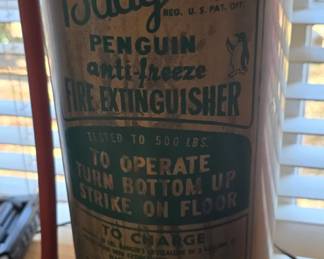 REG. U.S. PAT. OFF.
PENGUIN
anti-freeze
FIRE EXTINGUISHER
TESTED TO 500 LBS.
TO OPERATE
TURN BOTTOM UP
STRIKE ON FLOOR
TO CHARGE